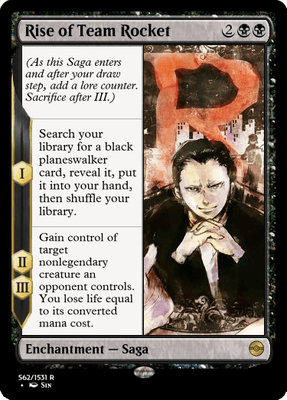 Rise of Team Rocket 2
(As this Saga enters
and after your draw
step, add a lore counter.
Sacrifice after III.)
R
I
Search your
library for a black
planeswalker
card, reveal it, put
it into your hand,
then shuffle your
library.
II
III
Gain control of
target
nonlegendary
creature an
opponent controls.
You lose life equal
to its converted
mana cost.
Enchantment — Saga
562/1531 R
• SIN